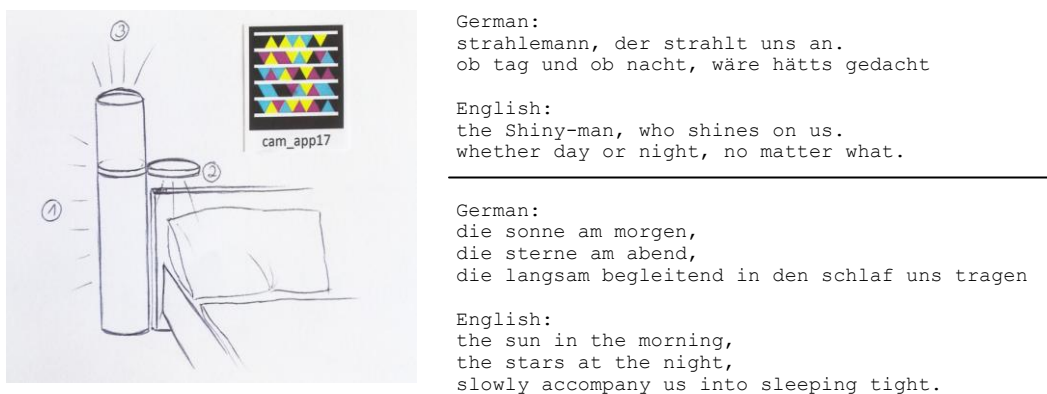 ③
cam_app17
②
①
German:
strahlemann, der strahlt uns an.
ob tag und ob nacht, wäre hätts gedacht
English:
the Shiny-man, who shines on us.
whether day or night, no matter what.
German:
die sonne am morgen,
die sterne am abend,
die langsam begleitend in den schlaf uns tragen
English:
the sun in the morning,
the stars at the night,
slowly accompany us into sleeping tight.